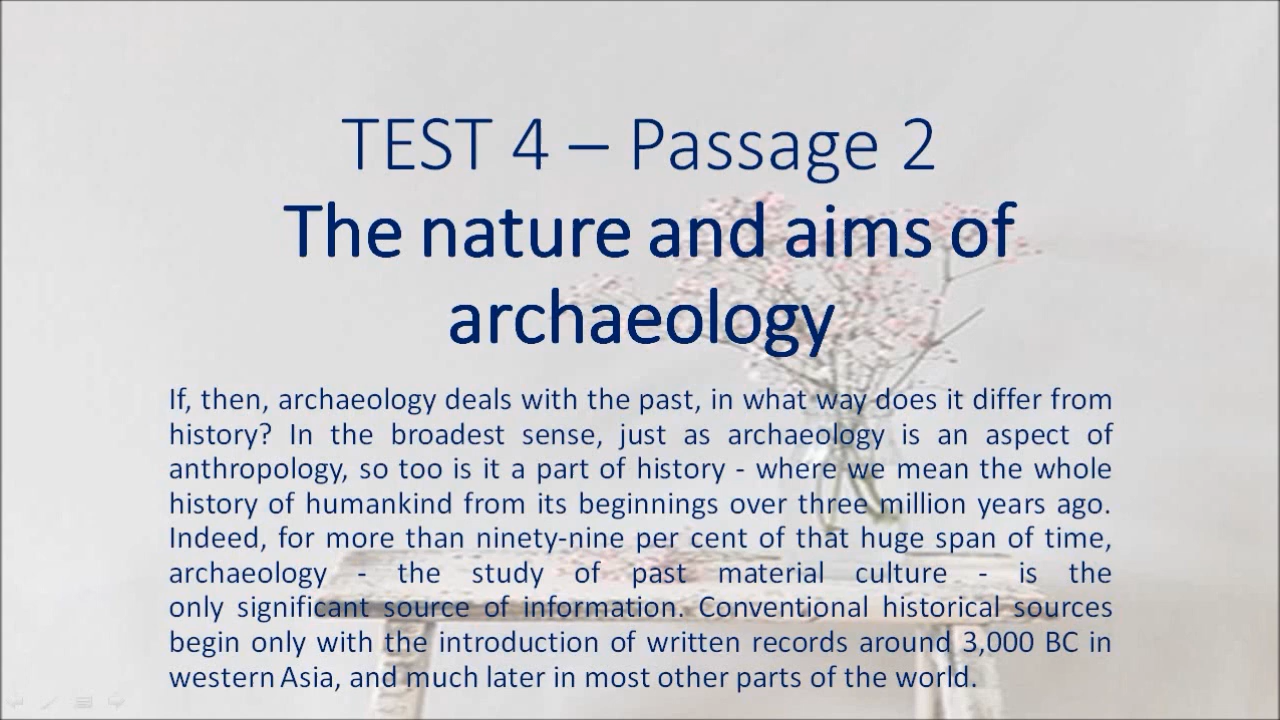 TEST 4 – Passage 2
The nature and aims of
archaeology
If, then, archaeology deals with the past, in what way does it differ from
history? In the broadest sense, just as archaeology is an aspect of
anthropology, so too is it a part of history - where we mean the whole
history of humankind from its beginnings over three million years ago.
Indeed, for more than ninety-nine per cent of that huge span of time,
archaeology - the study of past material culture - is the
only significant source of information. Conventional historical sources
begin only with the introduction of written records around 3,000 BC in
western Asia, and much later in most other parts of the world.